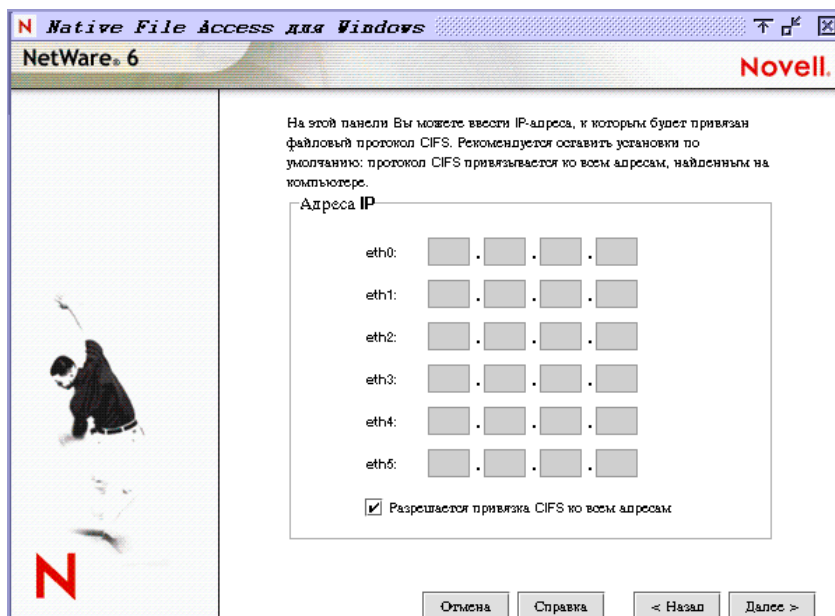 N Native File Access для Windows
NetWare® 6
Novell®
На этой панели Вы можете ввести IP-адреса, к которым будет привязан
файловый протокол CIFS. Рекомендуется оставить установки по
умолчанию: протокол CIFS привязывается ко всем адресам, найденным на
компьютере.
Адреса IP
eth0: . . .
eth1: . . .
eth2: . . .
eth3: . . .
eth4: . . .
eth5: . . .
Разрешается привязка CIFS ко всем адресам
N
Отмена Справка < Назад Далее >